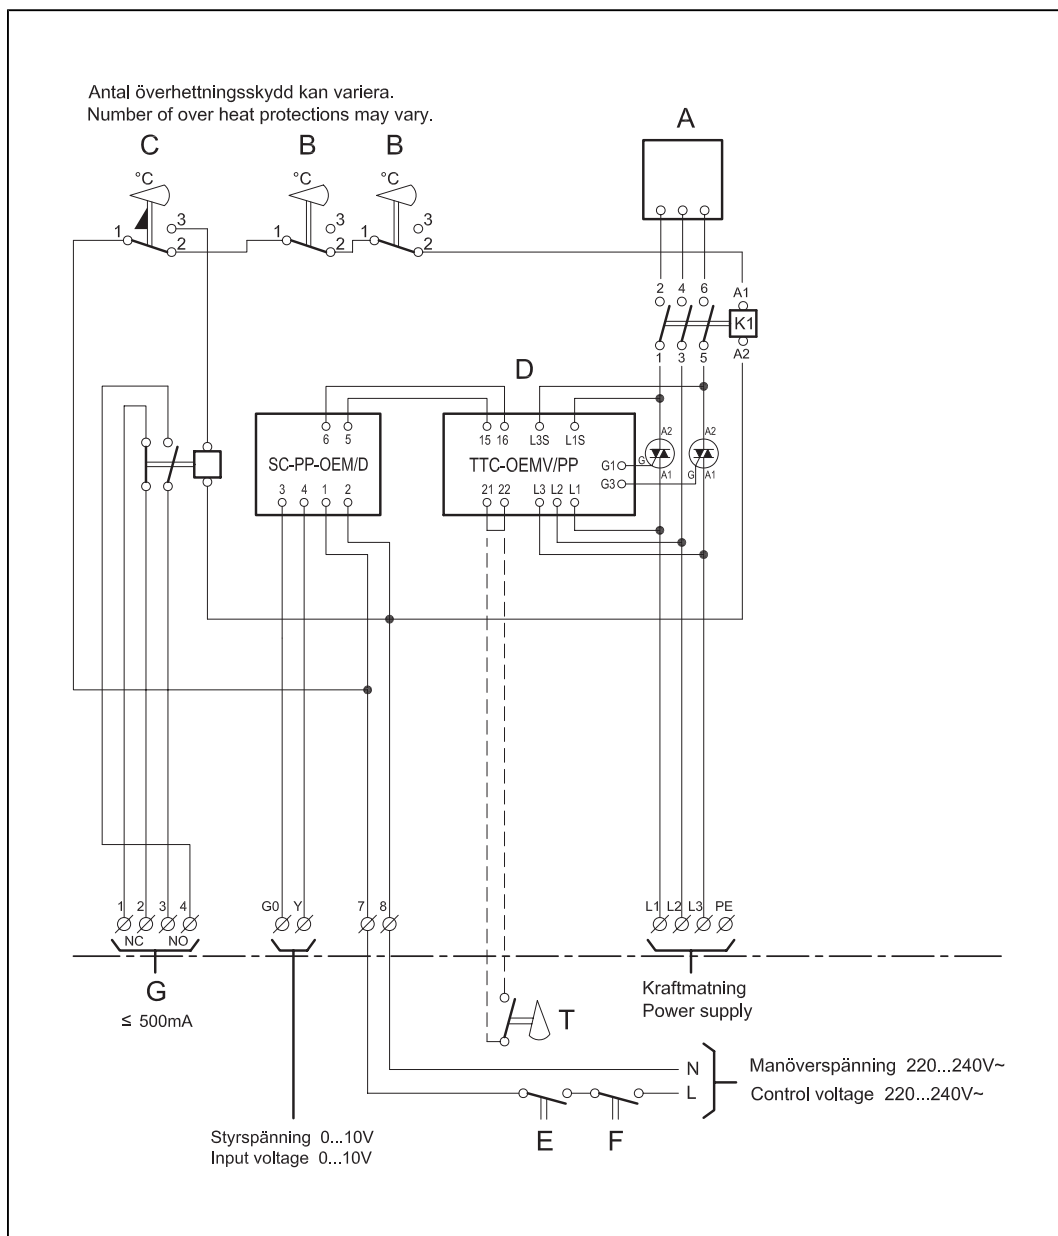 Antal överhettningsskydd kan variera.
Number of over heat protections may vary.
C B B A
°C °C °C
3 3 3
1 2 1 2 1 2
2 4 6 A1
K1
1 3 5 A2
D
6 5 15 16 L3S L1S A2 A2
SC-PP-OEM/D TTC-OEMV/PP G1 G A1 G A1
G3
3 4 1 2 21 22 L3 L2 L1
1 2 3 4 G0 Y 7 8 L1 L2 L3 PE
NC NO
G
≤ 500mA
Kraftmatning
Power supply
T
N
L
Manöverspänning 220...240V~
Control voltage 220...240V~
E F
Styrspänning 0...10V
Input voltage 0...10V